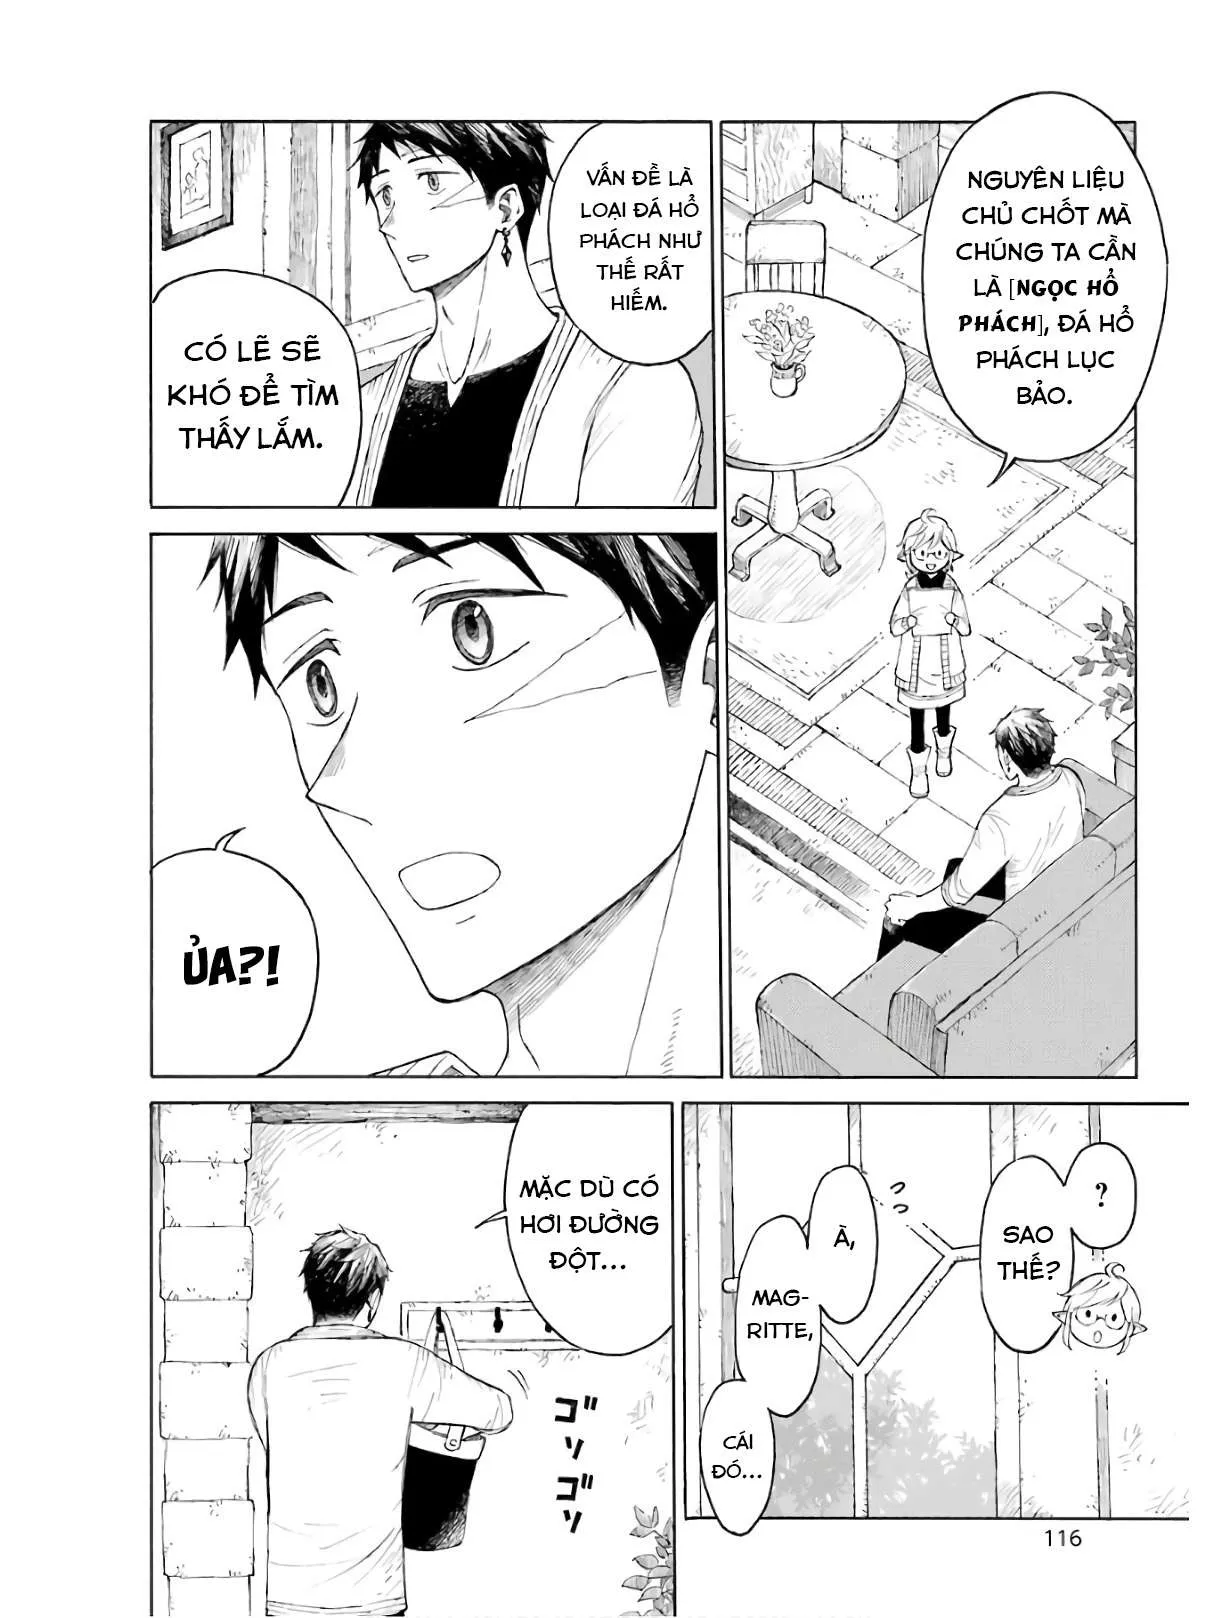 NGUYÊN LIỆU
CHỦ CHỐT MÀ
CHÚNG TA CẦN
LÀ [NGỌC HỔ
PHÁCH], ĐÁ HỔ
PHÁCH LỤC
BẢO.
VẤN ĐỀ LÀ
LOẠI ĐÁ HỔ
PHÁCH NHƯ
THẾ RẤT
HIẾM.
CÓ LẼ SẼ
KHÓ ĐỂ TÌM
THẤY LẮM.
ỦA?!
?
SAO
THẾ?
À,
MAG-
RITTE,
CÁI
ĐÓ...
MẶC DÙ CÓ
HƠI ĐƯỜNG
ĐỘT...
ゴソゴソ
116